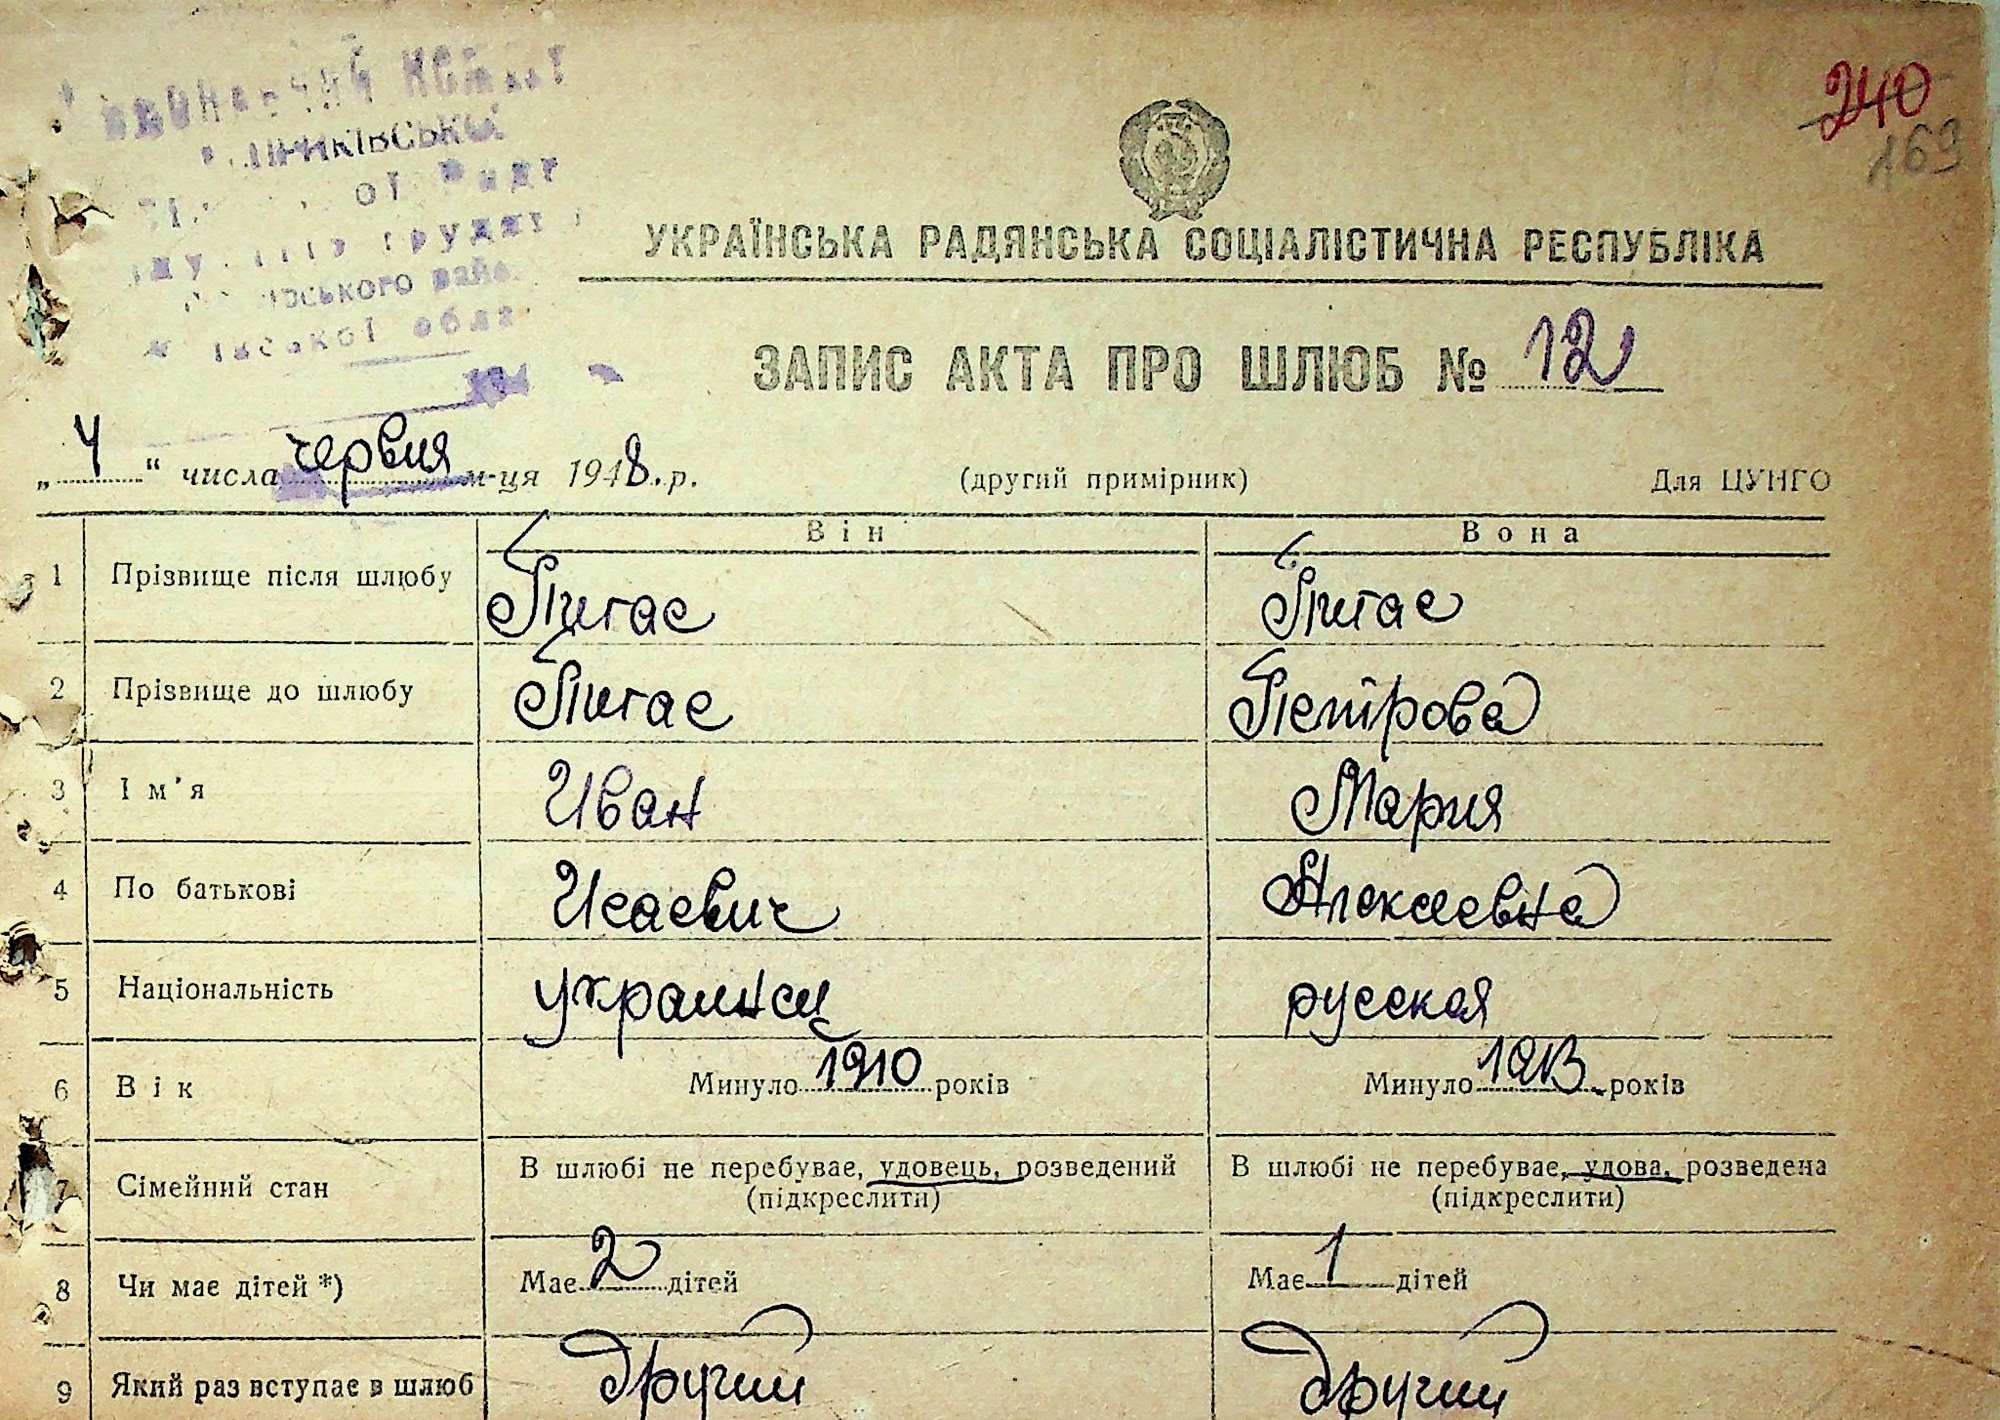 240
169
УКРАЇНСЬКА РАДЯНСЬКА СОЦІАЛІСТИЧНА РЕСПУБЛІКА
ЗАПИС АКТА ПРО ШЛЮБ № 12
„ 4 “ числа червня м-ця 1948.р. (другий примірник) Для ЦУНГО
Він Вона
1 Прізвище після шлюбу Пигас Пигас
2 Прізвище до шлюбу Пигас Петрова
3 Ім'я Иван Мария
4 По батькові Исаевич Алексеевна
5 Національність украинец русская
6 Вік Минуло 1910 років Минуло 1913 років
7 Сімейний стан В шлюбі не перебуває, удовець, розведений В шлюбі не перебуває, удова, розведена
(підкреслити) (підкреслити)
8 Чи має дітей *) Має 2 дітей Має 1 дітей
9 Який раз вступає в шлюб другий другий